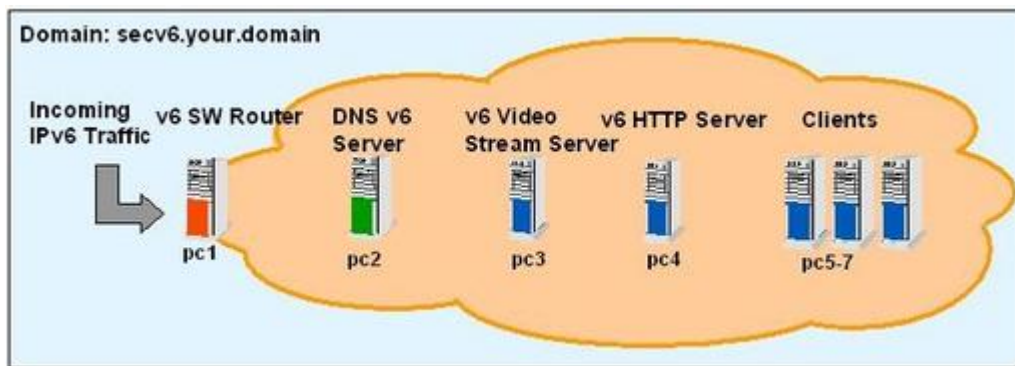 Domain: secv6.your.domain
Incoming
IPv6 Traffic
v6 SW Router
DNS v6
Server
v6 Video
Stream Server
v6 HTTP Server
Clients
pc1
pc2
pc3
pc4
pc5-7